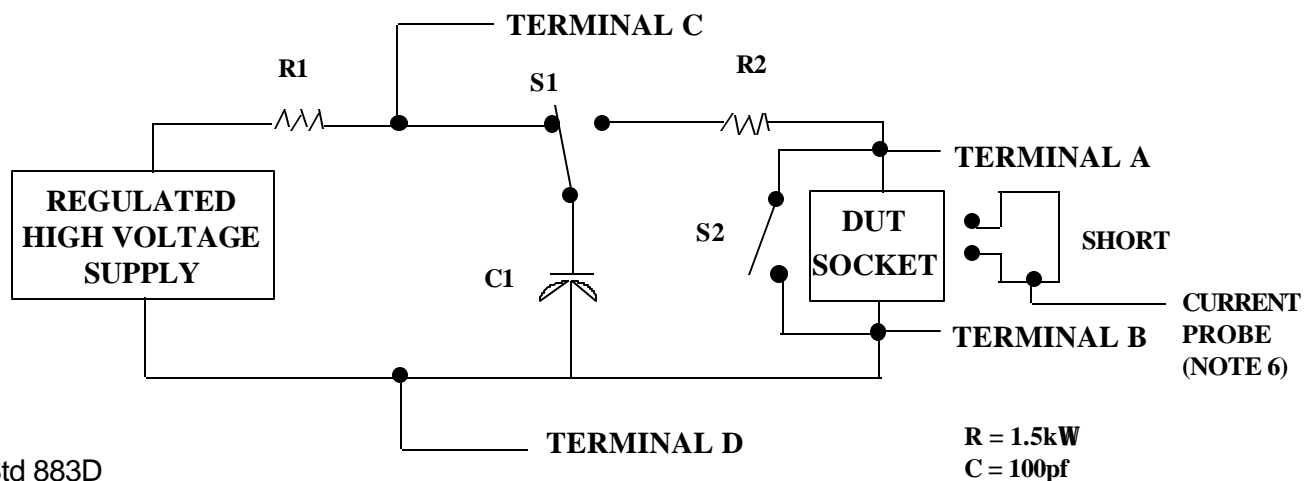 TERMINAL C
R1
S1
R2
TERMINAL A
REGULATED
HIGH VOLTAGE
SUPPLY
C1
S2
DUT
SOCKET
SHORT
CURRENT
PROBE
(NOTE 6)
TERMINAL B
TERMINAL D
R = 1.5kW
C = 100pf
td 883D